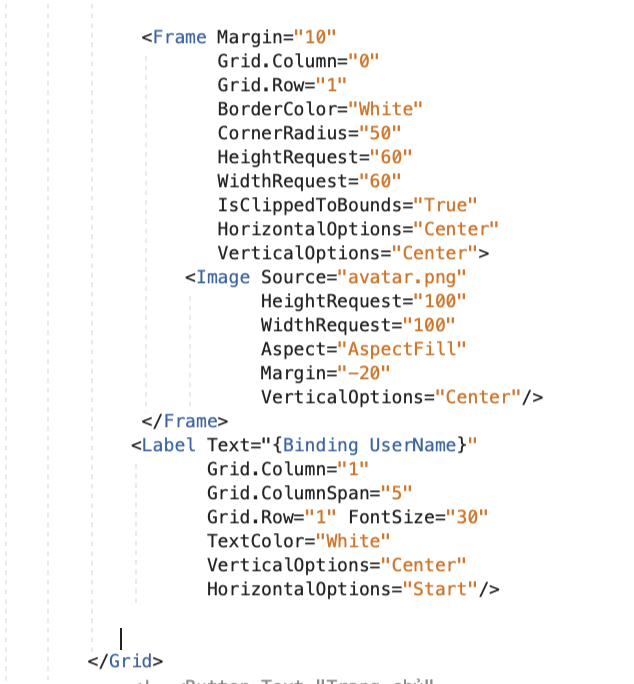 <Frame Margin="10"
Grid.Column="0"
Grid.Row="1"
BorderColor="White"
CornerRadius="50"
HeightRequest="60"
WidthRequest="60"
IsClippedToBounds="True"
HorizontalOptions="Center"
VerticalOptions="Center">
<Image Source="avatar.png"
HeightRequest="100"
WidthRequest="100"
Aspect="AspectFill"
Margin="-20"
VerticalOptions="Center"/>
</Frame>
<Label Text="{Binding UserName}"
Grid.Column="1"
Grid.ColumnSpan="5"
Grid.Row="1" FontSize="30"
TextColor="White"
VerticalOptions="Center"
HorizontalOptions="Start"/>
</Grid>